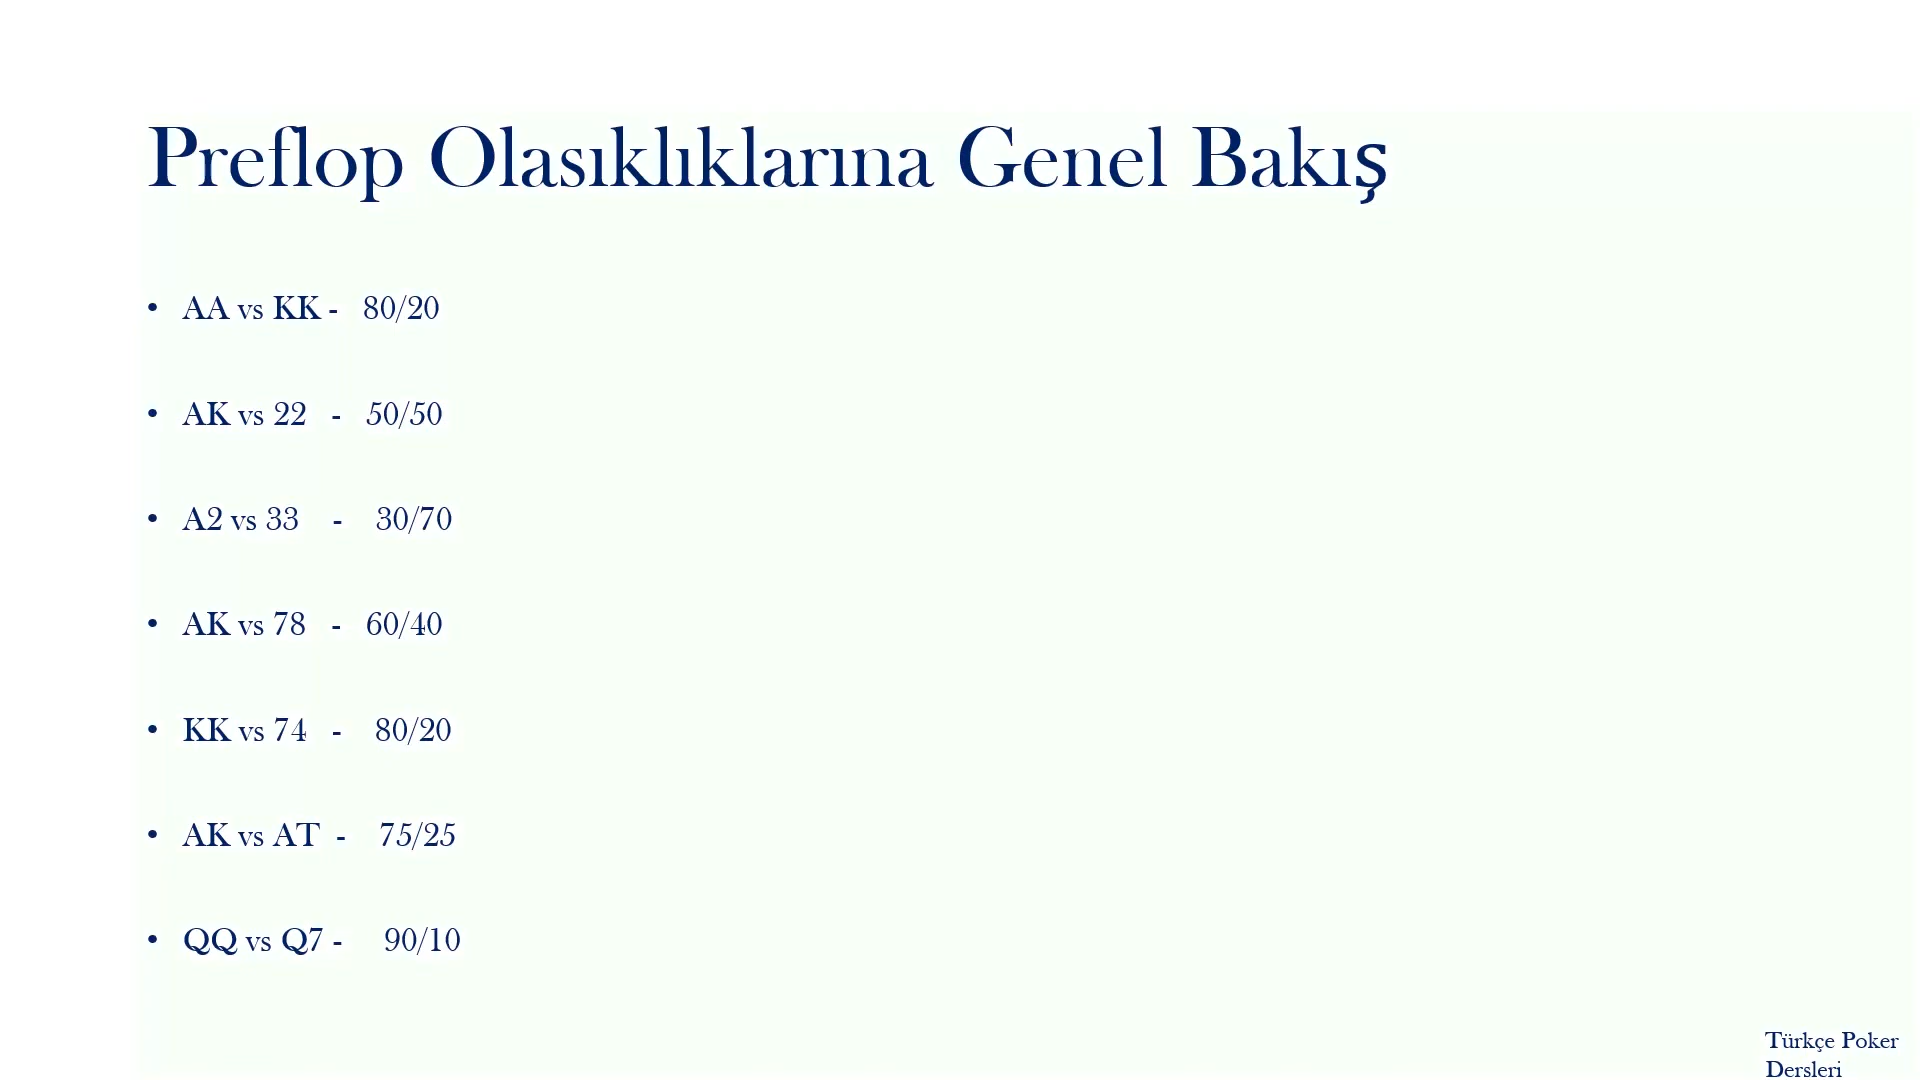 Preflop Olasıklıklarına Genel Bakış
• AA vs KK - 80/20
• AK vs 22 - 50/50
• A2 vs 33 - 30/70
• AK vs 78 - 60/40
• KK vs 74 - 80/20
• AK vs AT - 75/25
• QQ vs Q7 - 90/10
Türkçe Poker
Dersleri